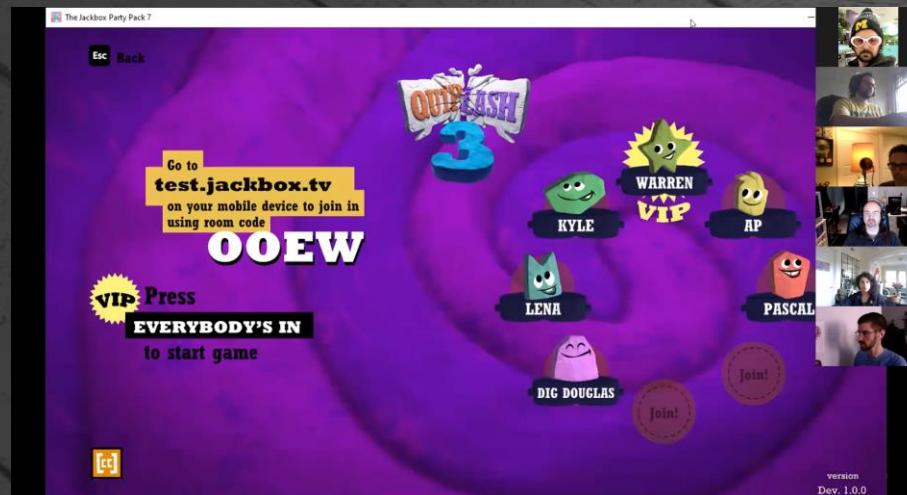 The Jackbox Party Pack 7
Esc Back
QUIPLASH
3
Go to
test.jackbox.tv
on your mobile device to join in
using room code
OOEW
VIP Press
EVERYBODY'S IN
to start game
WARREN
VIP
KYLE
AP
LENA
PASCAL
DIG DOUGLAS
Join!
Join!
[cc]
version
Dev. 1.0.0
M